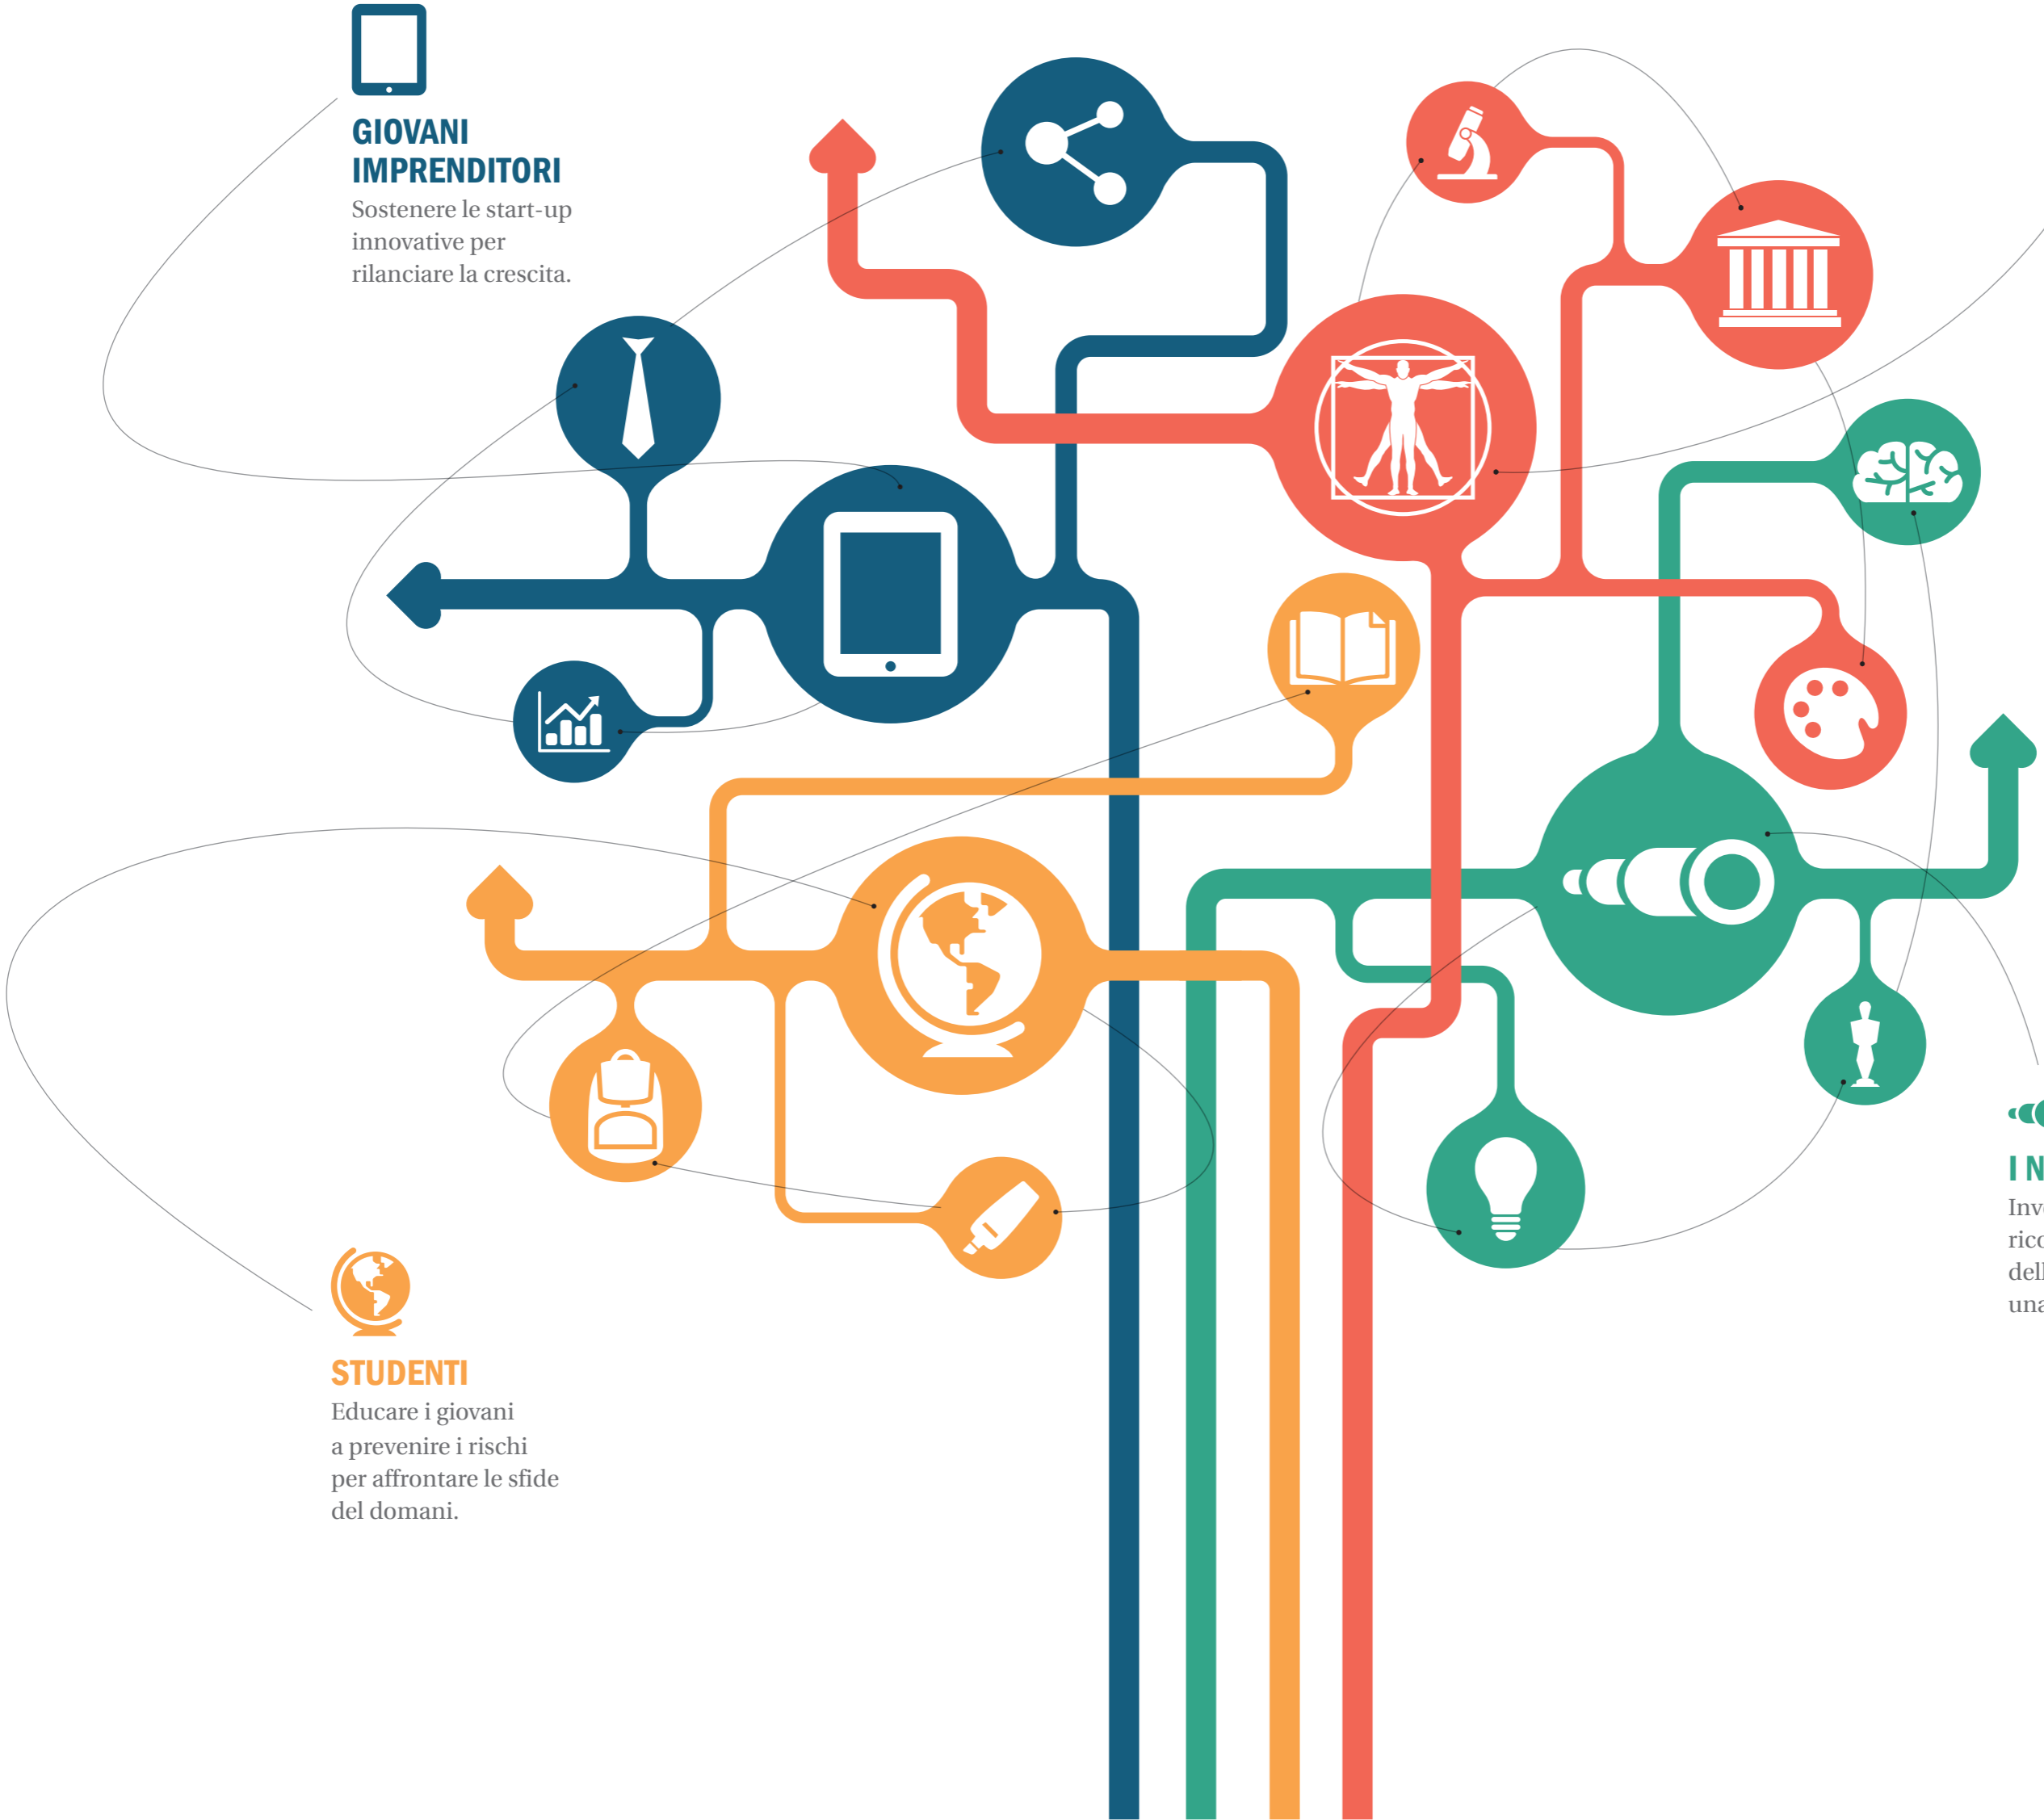 GIOVANI
IMPRENDITORI
Sostenere le start-up
innovative per
rilanciare la crescita.
STUDENTI
Educare i giovani
a prevenire i rischi
per affrontare le sfide
del domani.
I N